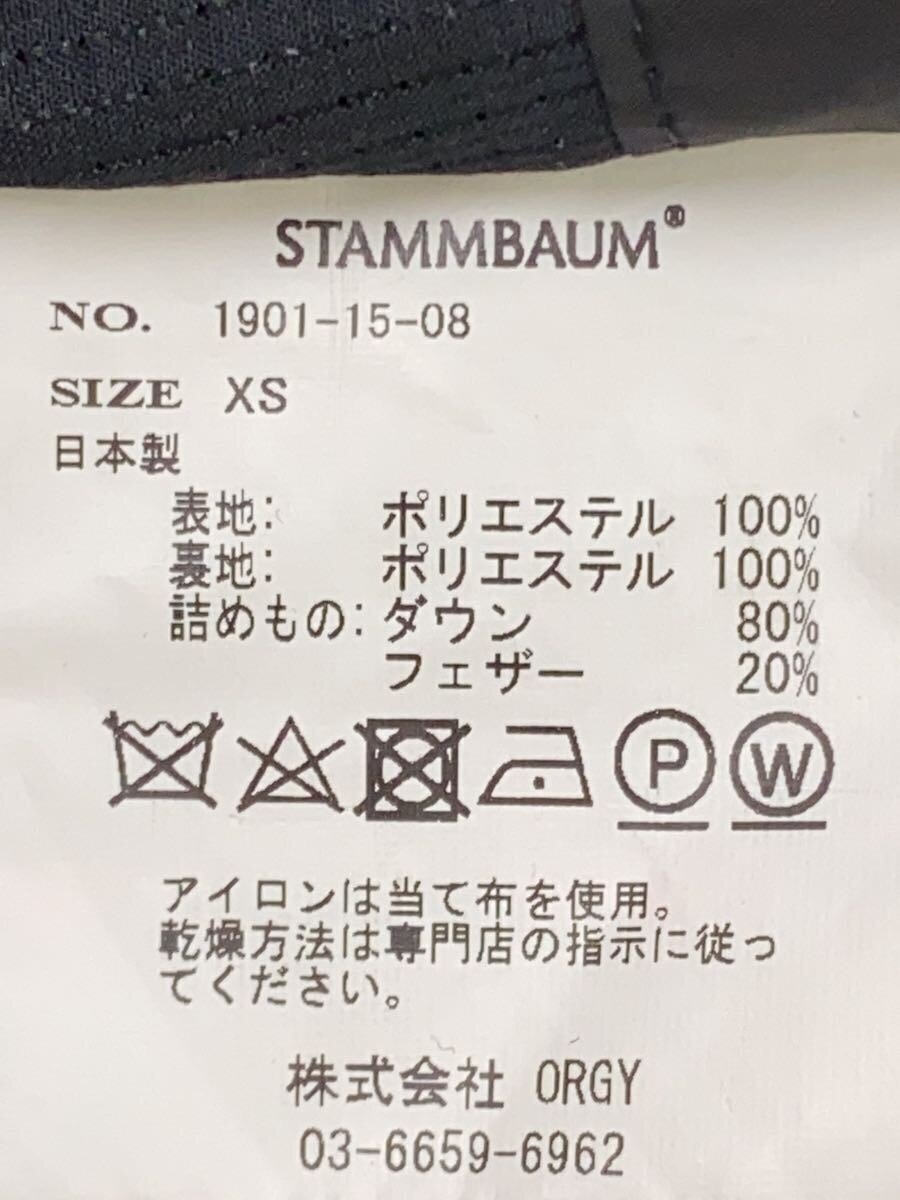 STAMMBAUM®
NO. 1901-15-08
SIZE XS
日本製
表地: ポリエステル 100%
裏地: ポリエステル 100%
詰めもの: ダウン 80%
フェザー 20%
P W
アイロンは当て布を使用。
乾燥方法は専門店の指示に従っ
てください。
株式会社 ORGY
03-6659-6962